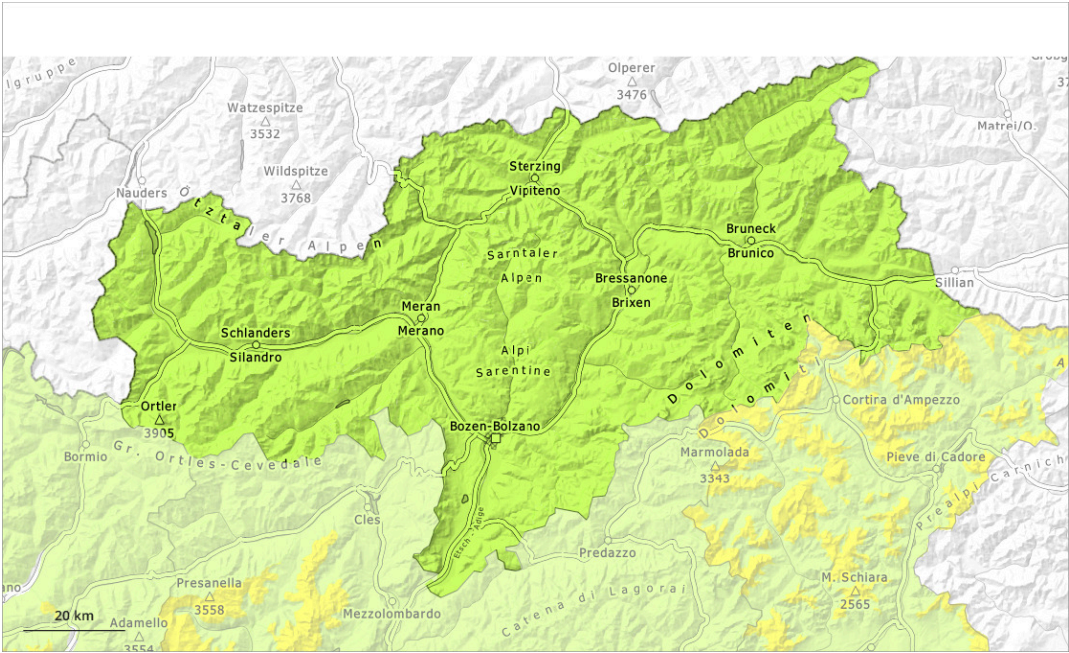 lgruppe
Olperer
3476
Watzespitze
3532
Matrei/O.
Wildspitze
3768
Nauders
Ötztaler Alpen
Sterzing
Vipiteno
Bruneck
Brunico
Sillian
Sarntaler
Alpen
Bressanone
Brixen
Meran
Merano
Schlanders
Silandro
Alpi
Sarentine
Dolomiten
Dolomiti
Ortler
3905
Cortina d'Ampezzo
Bozen-Bolzano
Bormio
Gr. Ortles-Cevedale
Marmolada
3343
Pieve di Cadore
Prealpi Carnich
Cles
Etsch - Adige
Predazzo
Presanella
3558
M. Schiara
2565
Mezzolombardo
Catena di Lagorai
ano
20 km
Adamello
3554